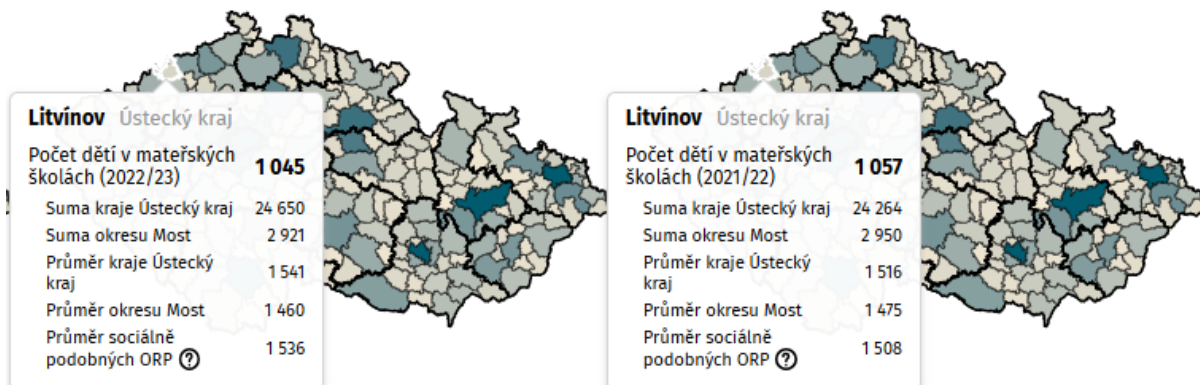 Litvínov Ústecký kraj
Počet dětí v mateřských
školách (2022/23) 1 045
Suma kraje Ústecký kraj 24 650
Suma okresu Most 2 921
Průměr kraje Ústecký
kraj 1 541
Průměr okresu Most 1 460
Průměr sociálně
podobných ORP ? 1 536
Litvínov Ústecký kraj
Počet dětí v mateřských
školách (2021/22) 1 057
Suma kraje Ústecký kraj 24 264
Suma okresu Most 2 950
Průměr kraje Ústecký
kraj 1 516
Průměr okresu Most 1 475
Průměr sociálně
podobných ORP ? 1 508